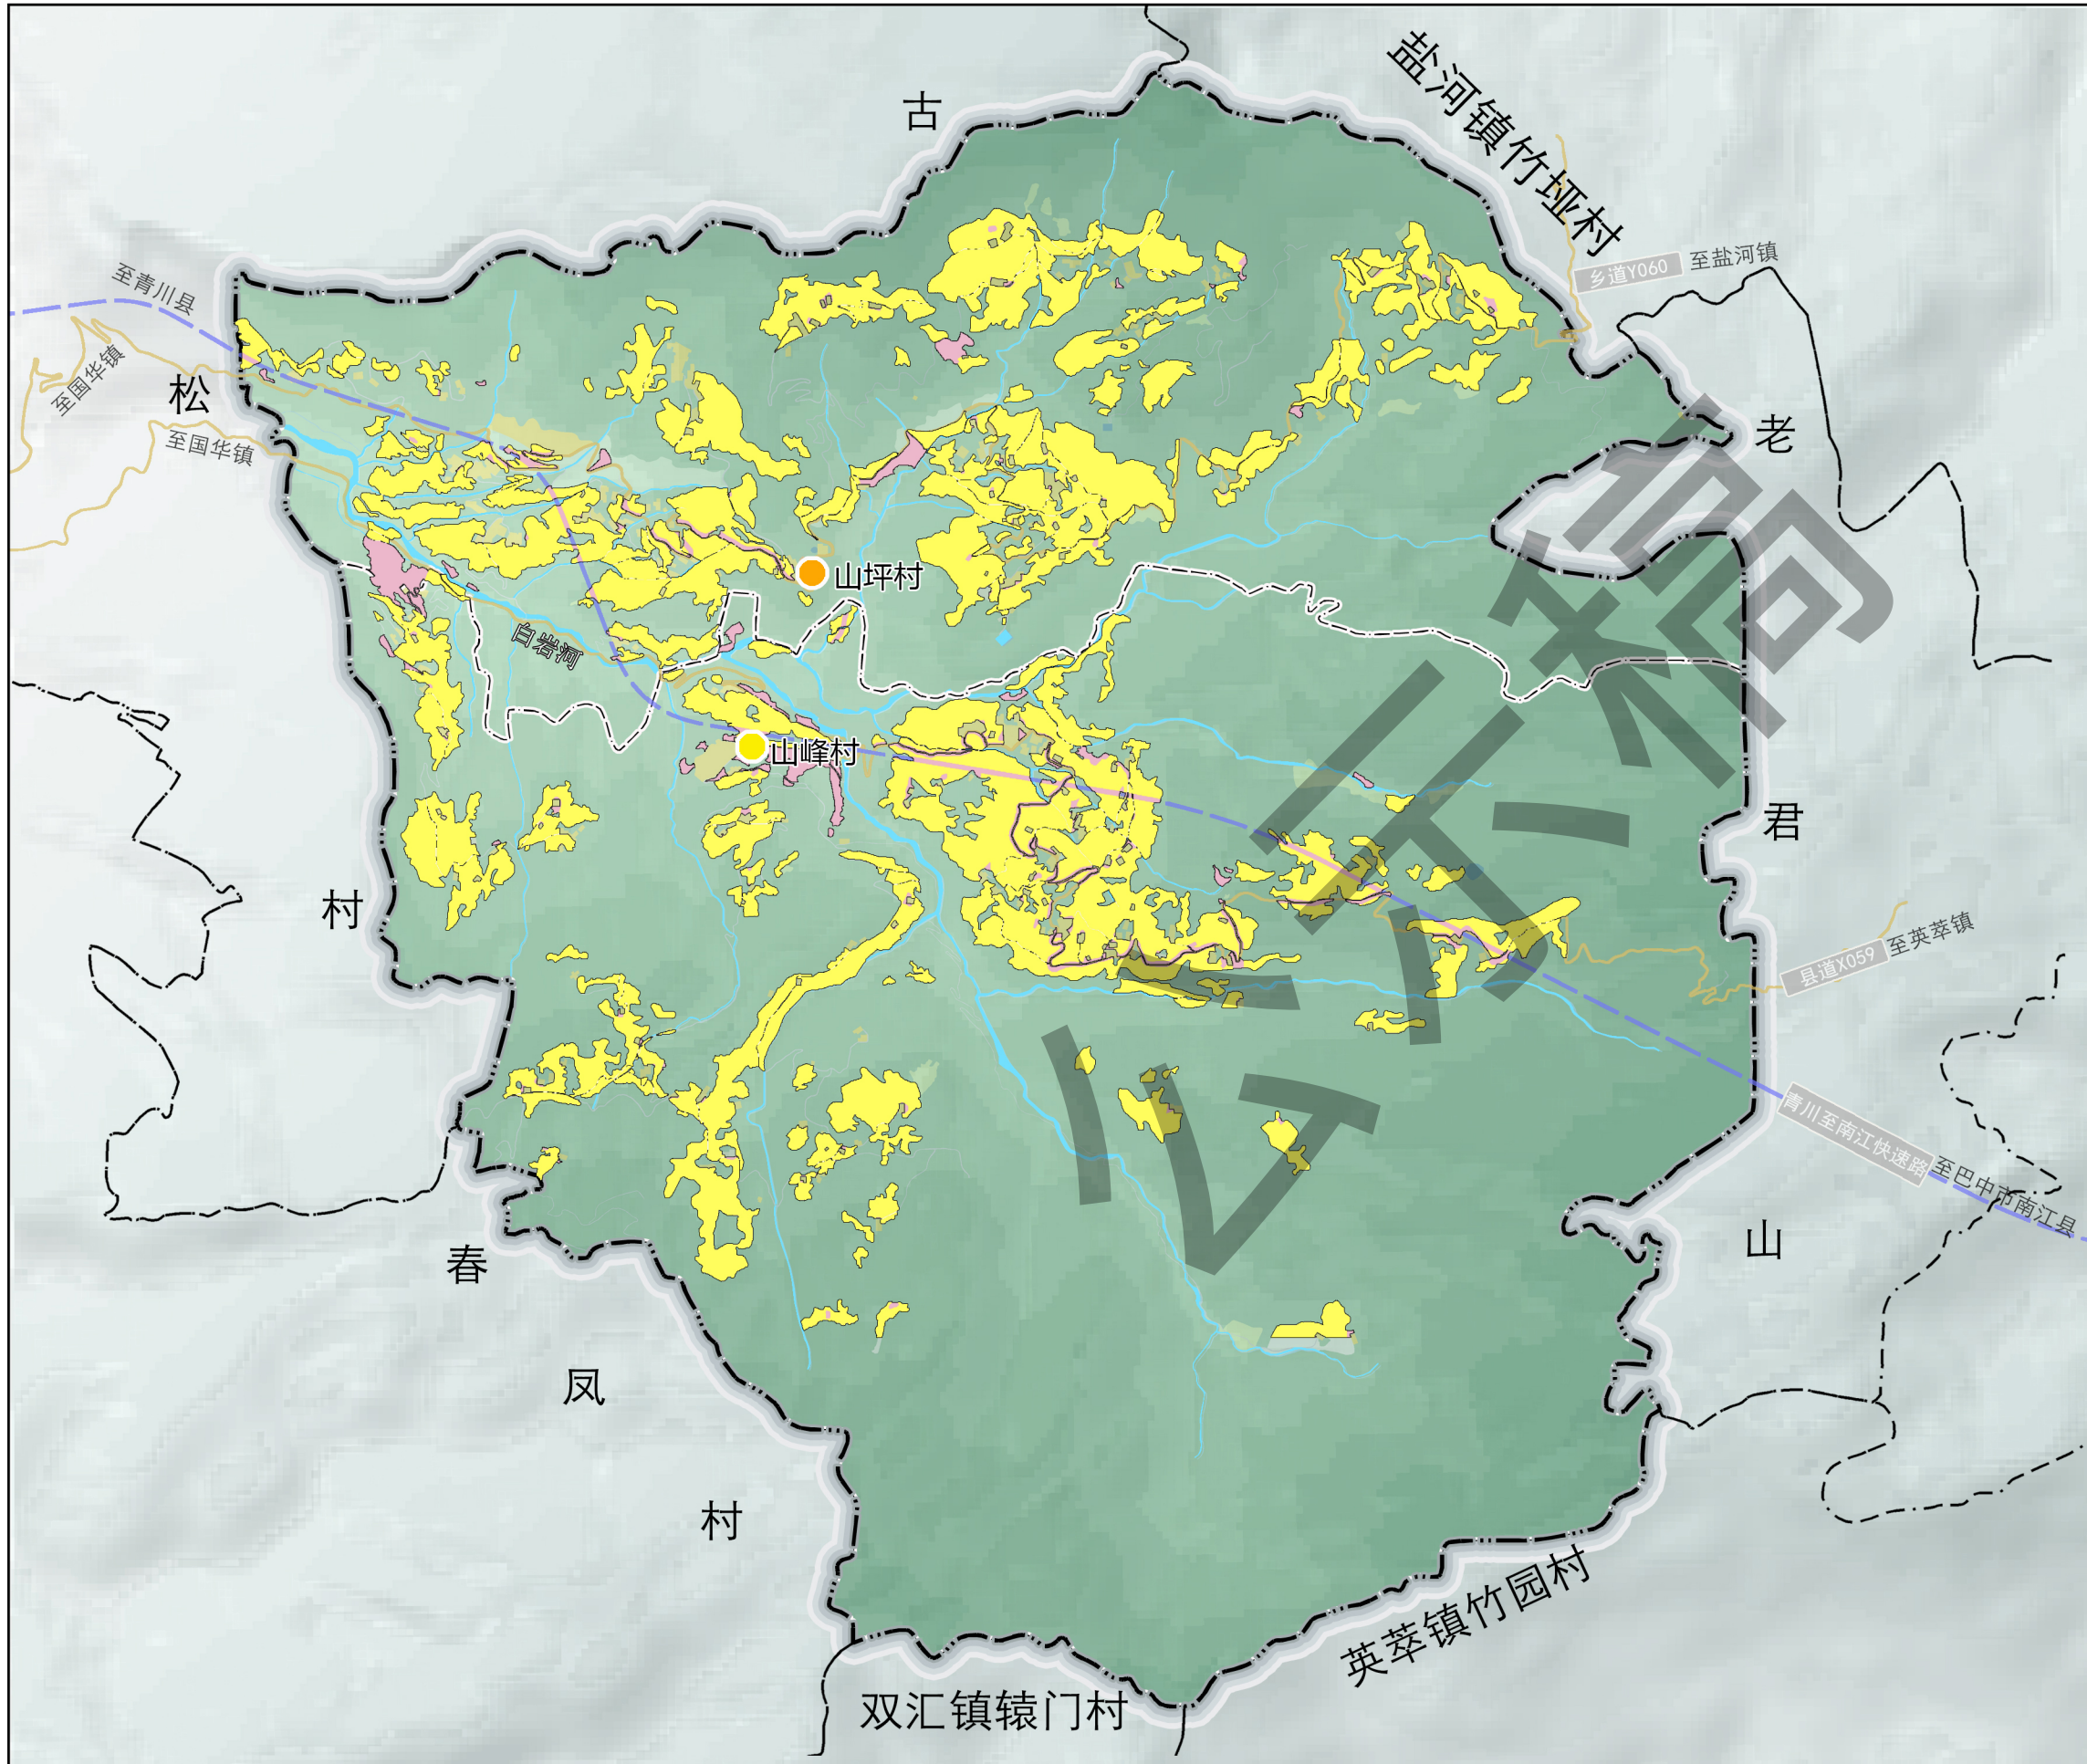 盐河镇竹垭村
古
乡道Y060
至盐河镇
至青川县
至国华镇
松
至国华镇
老
山坪村
白岩河
山峰村
君
村
县道X059
至英萃镇
青川至南江快速路
至巴中市南江县
山
春
凤
村
英萃镇竹园村
双汇镇辕门村
公示稿